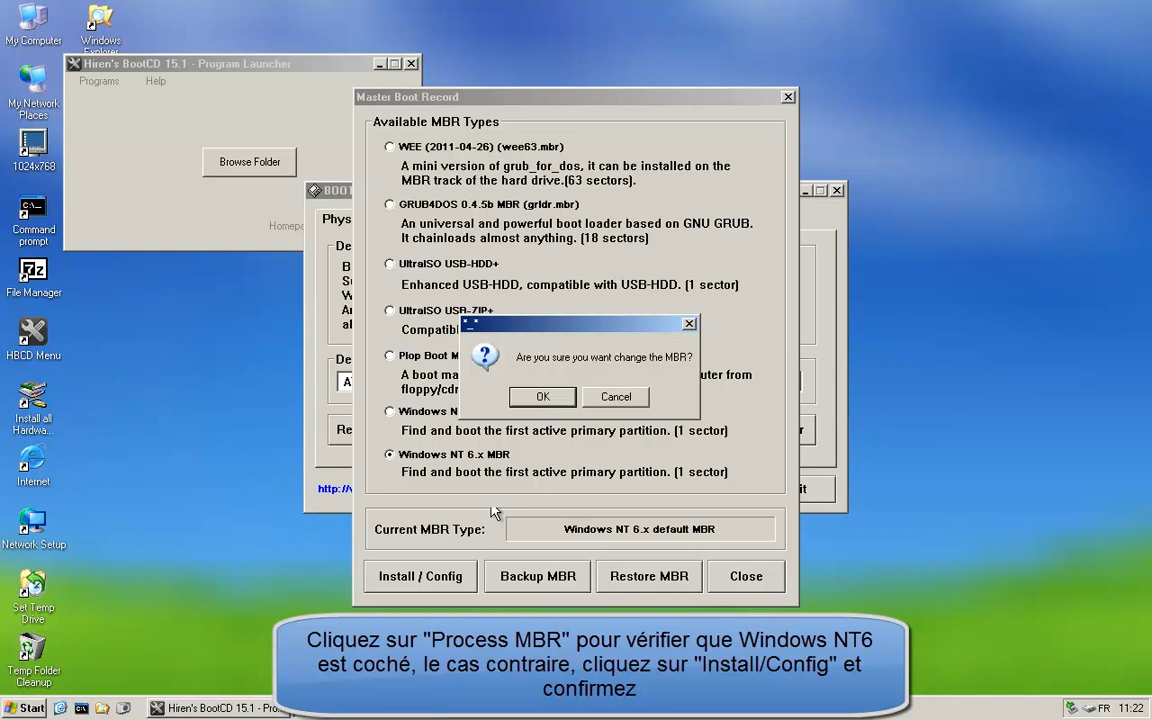 My Computer
Windows
Explorer
Hiren's BootCD 15.1 - Program Launcher
Programs Help
My Network
Places
Browse Folder
1024x768
Command
prompt
File Manager
HBCD Menu
Install all
Hardwa...
Internet
Network Setup
Set Temp
Drive
Temp Folder
Cleanup
Master Boot Record
Available MBR Types
WEE (2011-04-26) (wee63.mbr)
A mini version of grub_for_dos, it can be installed on the
MBR track of the hard drive.(63 sectors).
GRUB4DOS 0.4.5b MBR (grldr.mbr)
An universal and powerful boot loader based on GNU GRUB.
It chainloads almost anything. (18 sectors)
UltraISO USB-HDD+
Enhanced USB-HDD, compatible with USB-HDD. (1 sector)
UltraISO USB-ZIP+
Are you sure you want change the MBR?
OK Cancel
Plop Boot M
A boot ma
floppy/cdr
Windows N
Find and boot the first active primary partition. (1 sector)
Windows NT 6.x MBR
Find and boot the first active primary partition. (1 sector)
Current MBR Type: Windows NT 6.x default MBR
Install / Config Backup MBR Restore MBR Close
Cliquez sur "Process MBR" pour vérifier que Windows NT6
est coché, le cas contraire, cliquez sur "Install/Config" et
confirmez
Start Hiren's BootCD 15.1 - Pro... FR 11:22